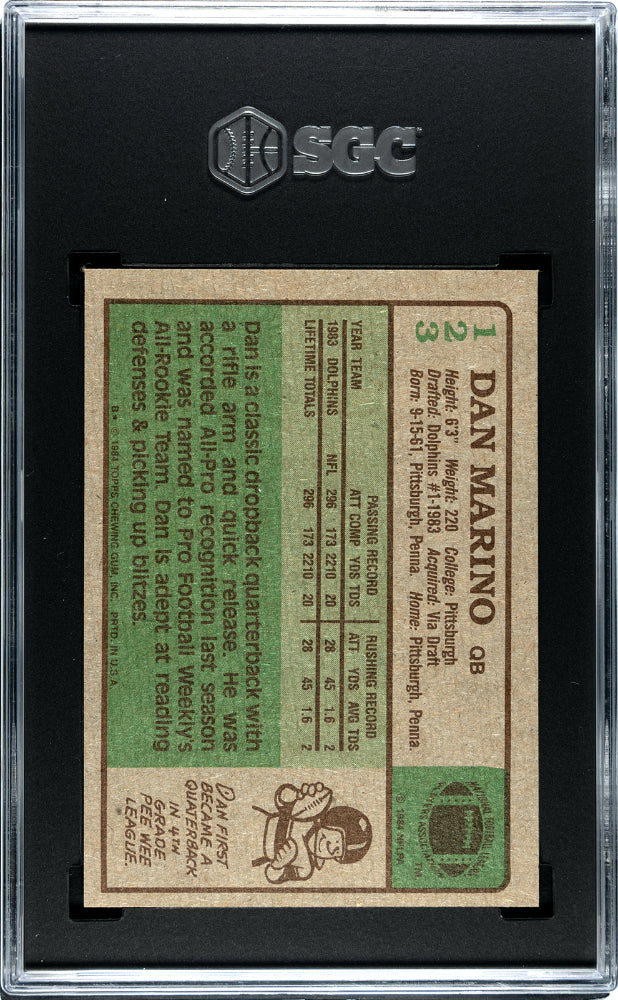 SGC
123
DAN MARINO QB
Height: 6'3" Weight: 220 College: Pittsburgh
Drafted: Dolphins #1-1983 Acquired: Via Draft
Born: 9-15-61, Pittsburgh, Penna. Home: Pittsburgh, Penna.
TM
© 1984 NFLPA
PASSING RECORD RUSHING RECORD
YEAR TEAM ATT COMP YDS TDS ATT YDS AVG TDS
1983 DOLPHINS NFL 296 173 2210 20 28 45 1.6 2
LIFETIME TOTALS 296 173 2210 20 28 45 1.6 2
Dan is a classic dropback quarterback with
a rifle arm and quick release. He was
accorded All-Pro recognition last season
and was named to Pro Football Weekly's
All-Rookie Team. Dan is adept at reading
defenses & picking up blitzes.
B* © 1984 TOPPS CHEWING GUM, INC. PRTD. IN U.S.A.
DAN FIRST
BECAME A
QUATERBACK
IN 4TH
GRADE
PEE WEE
LEAGUE.